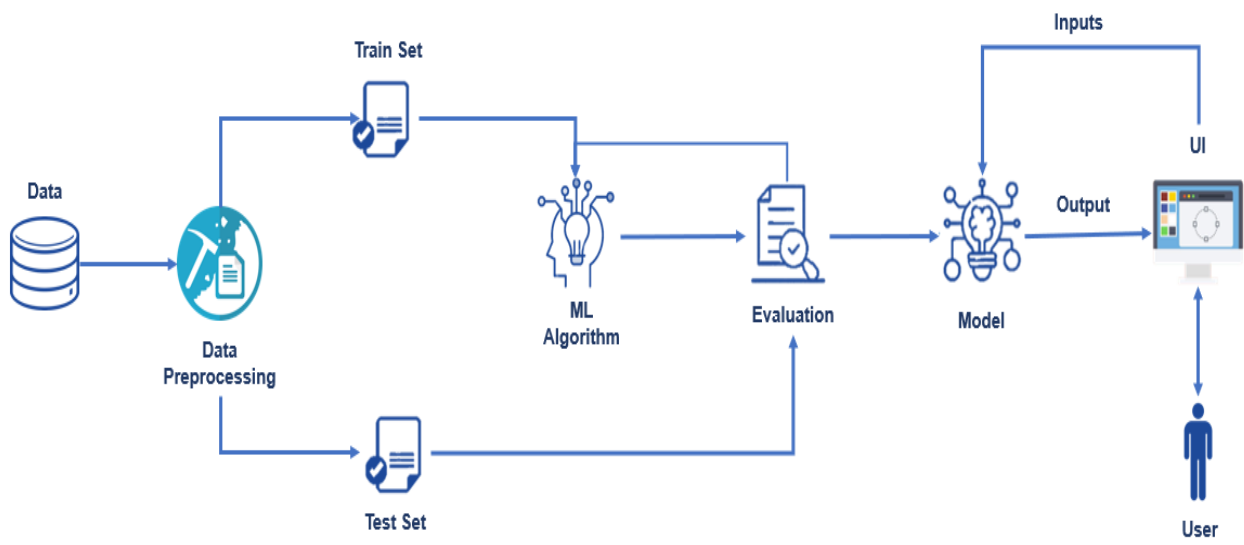 Inputs
Train Set
UI
Data
Output
ML
Algorithm
Evaluation
Model
Data
Preprocessing
Test Set
User